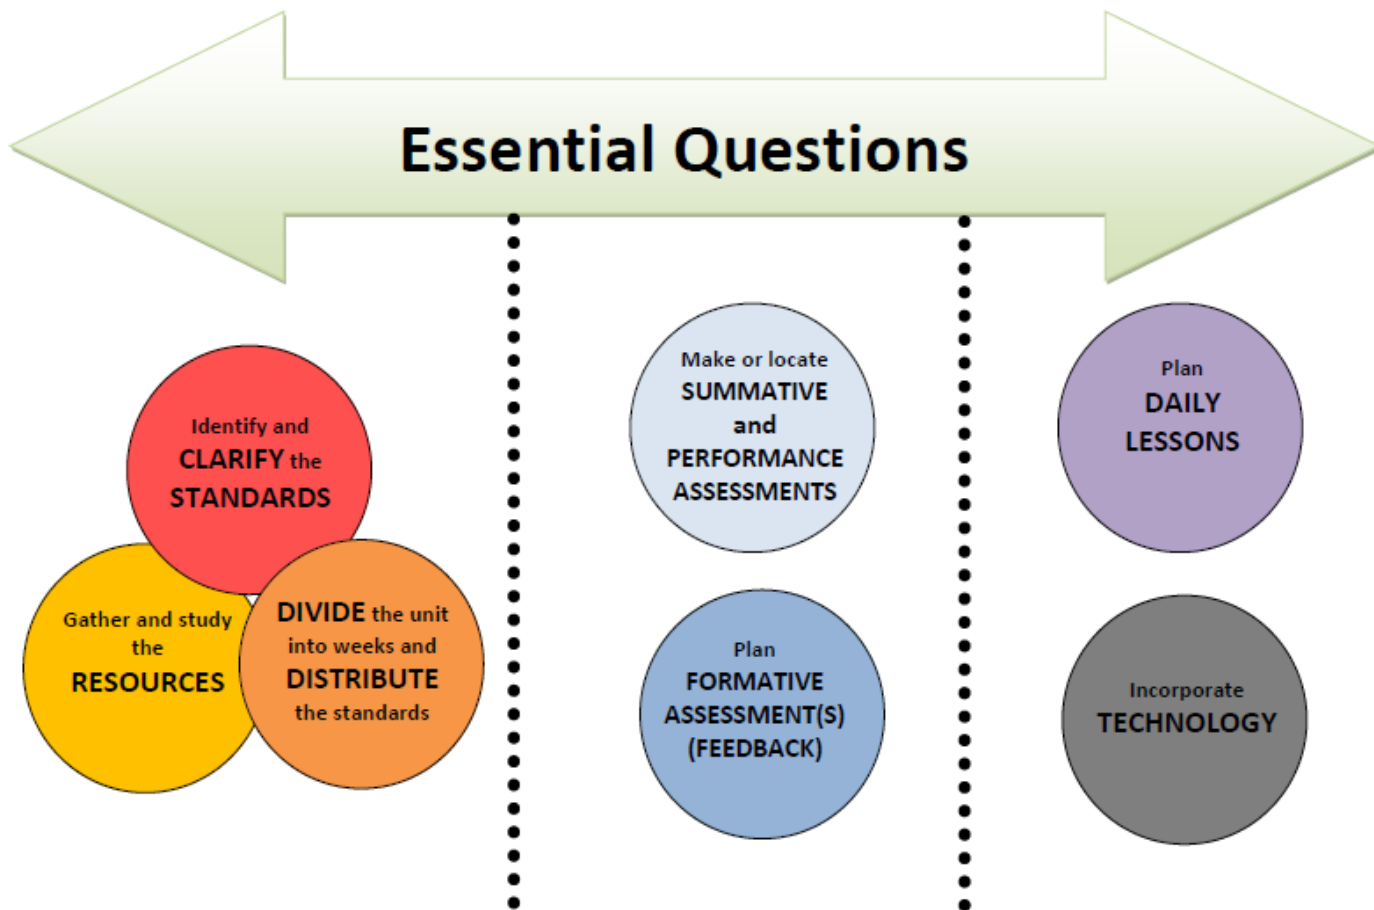 Essential Questions
Identify and
CLARIFY the
STANDARDS
Gather and study
the
RESOURCES
DIVIDE the unit
into weeks and
DISTRIBUTE
the standards
Make or locate
SUMMATIVE
and
PERFORMANCE
ASSESSMENTS
Plan
FORMATIVE
ASSESSMENT(S)
(FEEDBACK)
Plan
DAILY
LESSONS
Incorporate
TECHNOLOGY